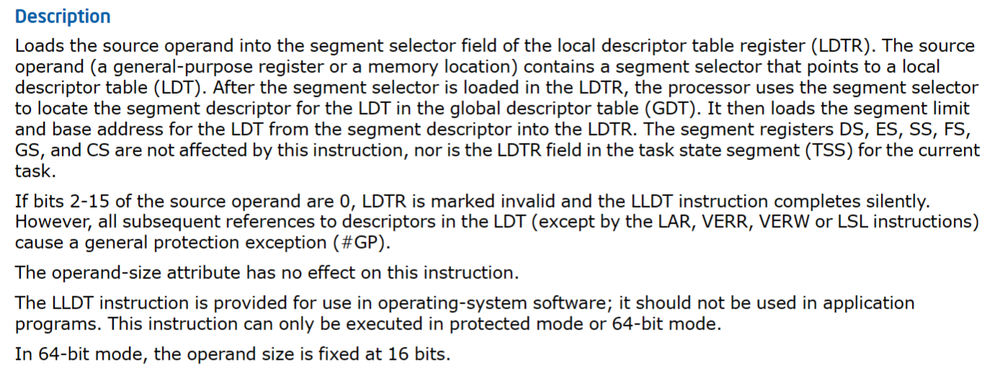 Description
Loads the source operand into the segment selector field of the local descriptor table register (LDTR). The source
operand (a general-purpose register or a memory location) contains a segment selector that points to a local
descriptor table (LDT). After the segment selector is loaded in the LDTR, the processor uses the segment selector
to locate the segment descriptor for the LDT in the global descriptor table (GDT). It then loads the segment limit
and base address for the LDT from the segment descriptor into the LDTR. The segment registers DS, ES, SS, FS,
GS, and CS are not affected by this instruction, nor is the LDTR field in the task state segment (TSS) for the current
task.
If bits 2-15 of the source operand are 0, LDTR is marked invalid and the LLDT instruction completes silently.
However, all subsequent references to descriptors in the LDT (except by the LAR, VERR, VERW or LSL instructions)
cause a general protection exception (#GP).
The operand-size attribute has no effect on this instruction.
The LLDT instruction is provided for use in operating-system software; it should not be used in application
programs. This instruction can only be executed in protected mode or 64-bit mode.
In 64-bit mode, the operand size is fixed at 16 bits.